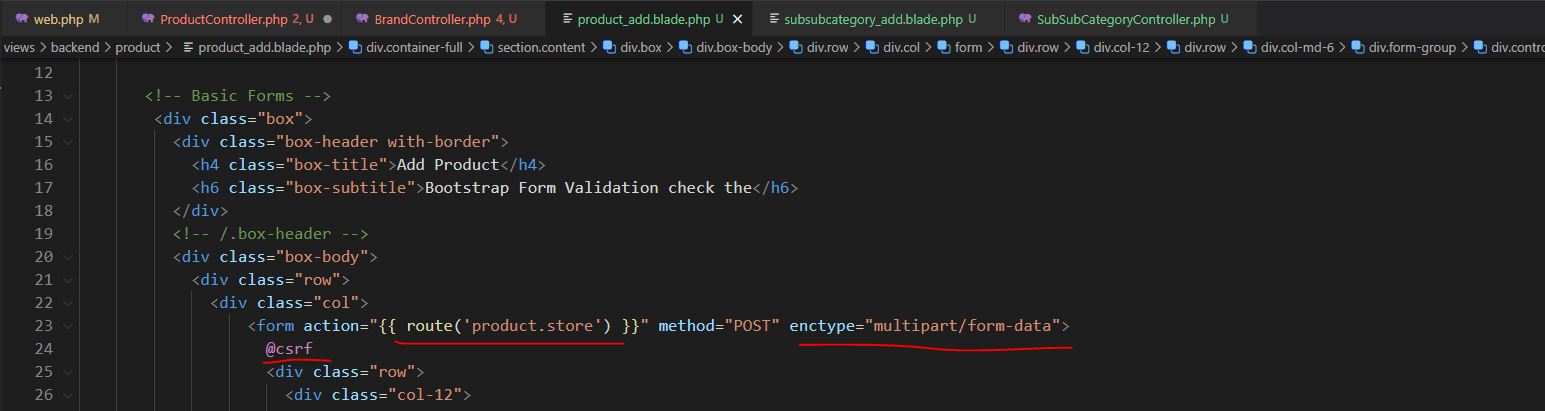 web.php M ProductController.php 2, U BrandController.php 4, U product_add.blade.php U subsubcategory_add.blade.php U SubSubCategoryController.php U
views > backend > product > product_add.blade.php > div.container-full > section.content > div.box > div.box-body > div.row > div.col > form > div.row > div.col-12 > div.row > div.col-md-6 > div.form-group > div.contro
12
13 <!-- Basic Forms -->
14 <div class="box">
15 <div class="box-header with-border">
16 <h4 class="box-title">Add Product</h4>
17 <h6 class="box-subtitle">Bootstrap Form Validation check the</h6>
18 </div>
19 <!-- /.box-header -->
20 <div class="box-body">
21 <div class="row">
22 <div class="col">
23 <form action="{{ route('product.store') }}" method="POST" enctype="multipart/form-data">
24 @csrf
25 <div class="row">
26 <div class="col-12">